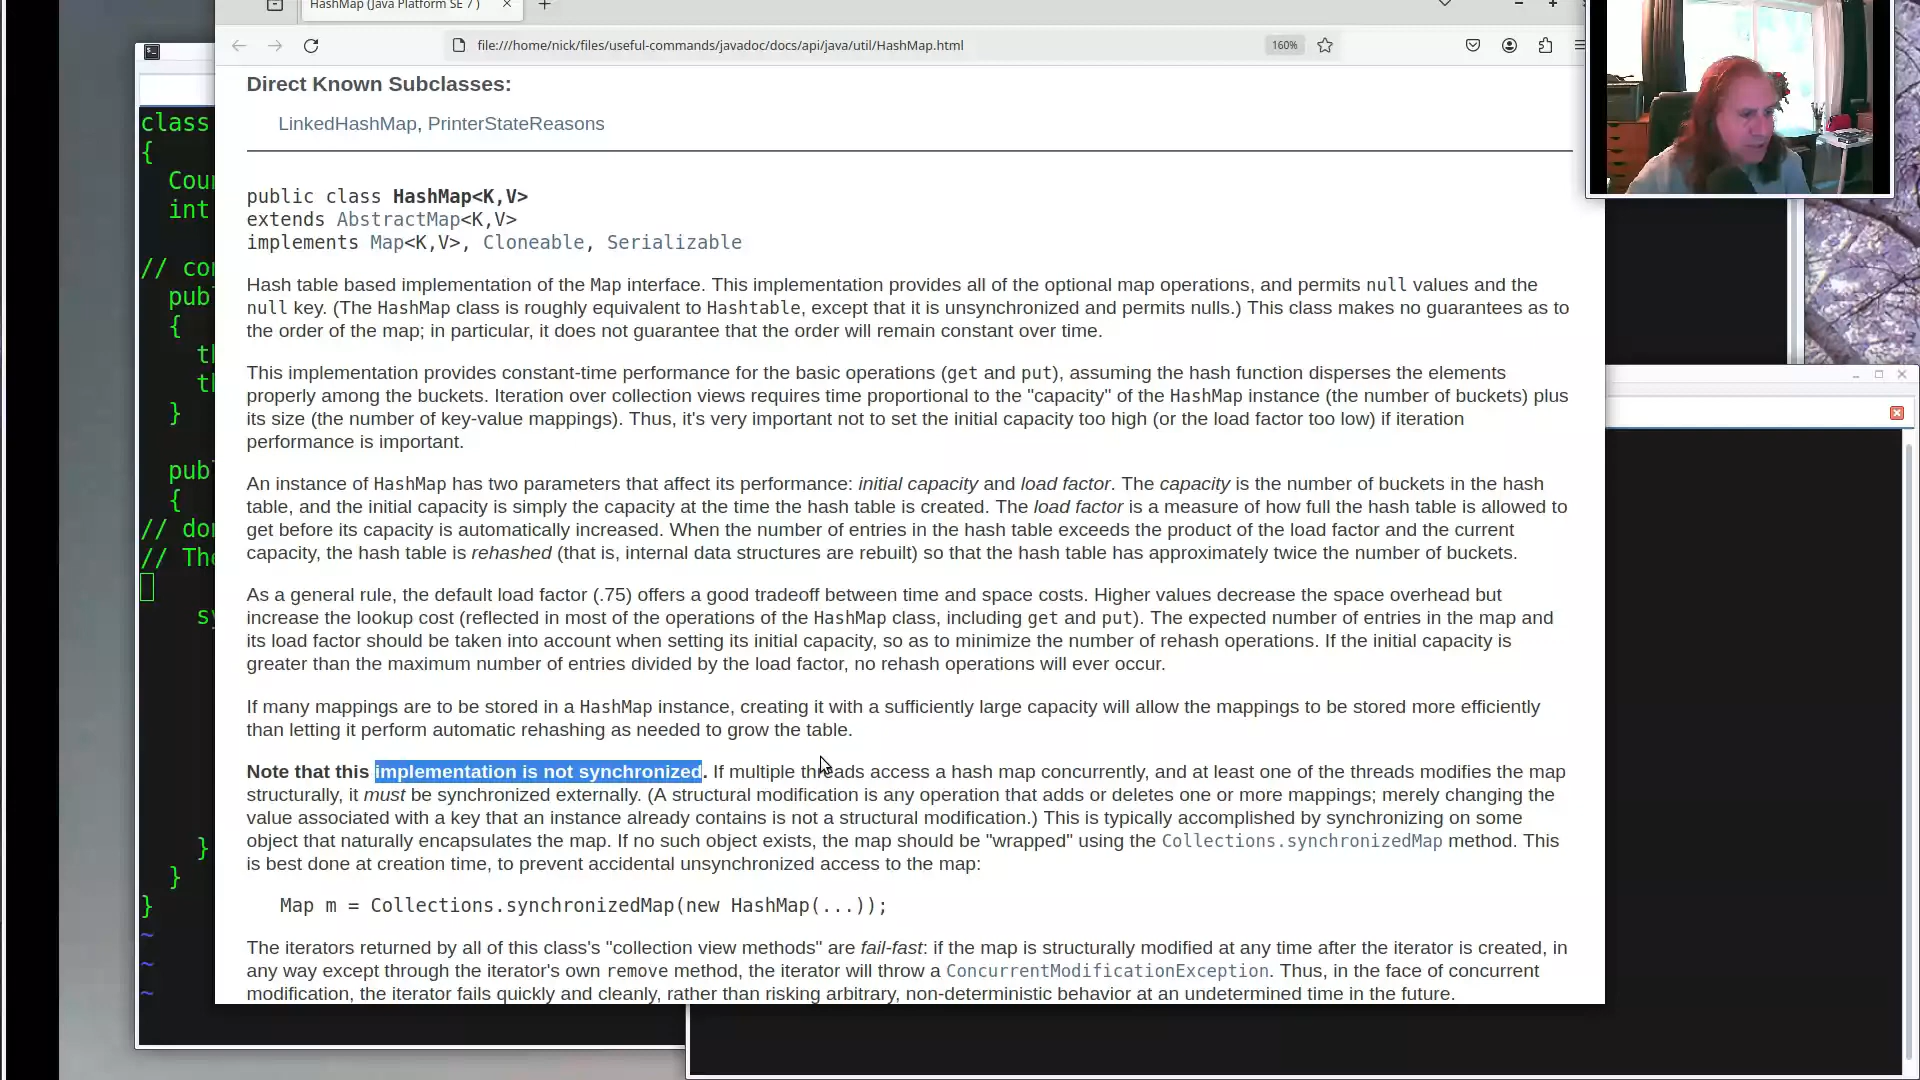 HashMap (Java Platform SE 7 )
file:///home/nick/files/useful-commands/javadoc/docs/api/java/util/HashMap.html
160%
Direct Known Subclasses:
LinkedHashMap, PrinterStateReasons
public class HashMap<K,V>
extends AbstractMap<K,V>
implements Map<K,V>, Cloneable, Serializable
Hash table based implementation of the Map interface. This implementation provides all of the optional map operations, and permits null values and the
null key. (The HashMap class is roughly equivalent to Hashtable, except that it is unsynchronized and permits nulls.) This class makes no guarantees as to
the order of the map; in particular, it does not guarantee that the order will remain constant over time.
This implementation provides constant-time performance for the basic operations (get and put), assuming the hash function disperses the elements
properly among the buckets. Iteration over collection views requires time proportional to the "capacity" of the HashMap instance (the number of buckets) plus
its size (the number of key-value mappings). Thus, it's very important not to set the initial capacity too high (or the load factor too low) if iteration
performance is important.
An instance of HashMap has two parameters that affect its performance: initial capacity and load factor. The capacity is the number of buckets in the hash
table, and the initial capacity is simply the capacity at the time the hash table is created. The load factor is a measure of how full the hash table is allowed to
get before its capacity is automatically increased. When the number of entries in the hash table exceeds the product of the load factor and the current
capacity, the hash table is rehashed (that is, internal data structures are rebuilt) so that the hash table has approximately twice the number of buckets.
As a general rule, the default load factor (.75) offers a good tradeoff between time and space costs. Higher values decrease the space overhead but
increase the lookup cost (reflected in most of the operations of the HashMap class, including get and put). The expected number of entries in the map and
its load factor should be taken into account when setting its initial capacity, so as to minimize the number of rehash operations. If the initial capacity is
greater than the maximum number of entries divided by the load factor, no rehash operations will ever occur.
If many mappings are to be stored in a HashMap instance, creating it with a sufficiently large capacity will allow the mappings to be stored more efficiently
than letting it perform automatic rehashing as needed to grow the table.
Note that this implementation is not synchronized. If multiple threads access a hash map concurrently, and at least one of the threads modifies the map
structurally, it must be synchronized externally. (A structural modification is any operation that adds or deletes one or more mappings; merely changing the
value associated with a key that an instance already contains is not a structural modification.) This is typically accomplished by synchronizing on some
object that naturally encapsulates the map. If no such object exists, the map should be "wrapped" using the Collections.synchronizedMap method. This
is best done at creation time, to prevent accidental unsynchronized access to the map:
Map m = Collections.synchronizedMap(new HashMap(...));
The iterators returned by all of this class's "collection view methods" are fail-fast: if the map is structurally modified at any time after the iterator is created, in
any way except through the iterator's own remove method, the iterator will throw a ConcurrentModificationException. Thus, in the face of concurrent
modification, the iterator fails quickly and cleanly, rather than risking arbitrary, non-deterministic behavior at an undetermined time in the future.
class
{
Cour
int
// cor
publ
{
th
th
}
publ
{
// don
// The
sy
}
}
}
~
~
~